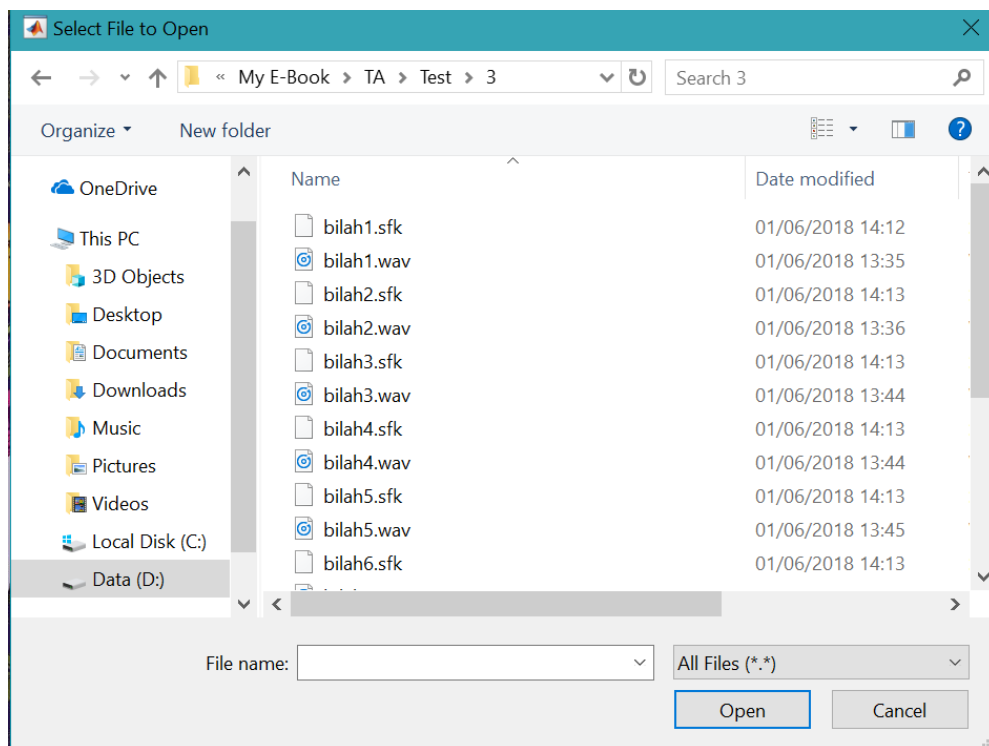 Select File to Open
« My E-Book > TA > Test > 3
Search 3
Organize
New folder
?
Name
Date modified
OneDrive
This PC
3D Objects
Desktop
Documents
Downloads
Music
Pictures
Videos
Local Disk (C:)
Data (D:)
bilah1.sfk 01/06/2018 14:12
bilah1.wav 01/06/2018 13:35
bilah2.sfk 01/06/2018 14:13
bilah2.wav 01/06/2018 13:36
bilah3.sfk 01/06/2018 14:13
bilah3.wav 01/06/2018 13:44
bilah4.sfk 01/06/2018 14:13
bilah4.wav 01/06/2018 13:44
bilah5.sfk 01/06/2018 14:13
bilah5.wav 01/06/2018 13:45
bilah6.sfk 01/06/2018 14:13
File name:
All Files (*.*)
Open
Cancel